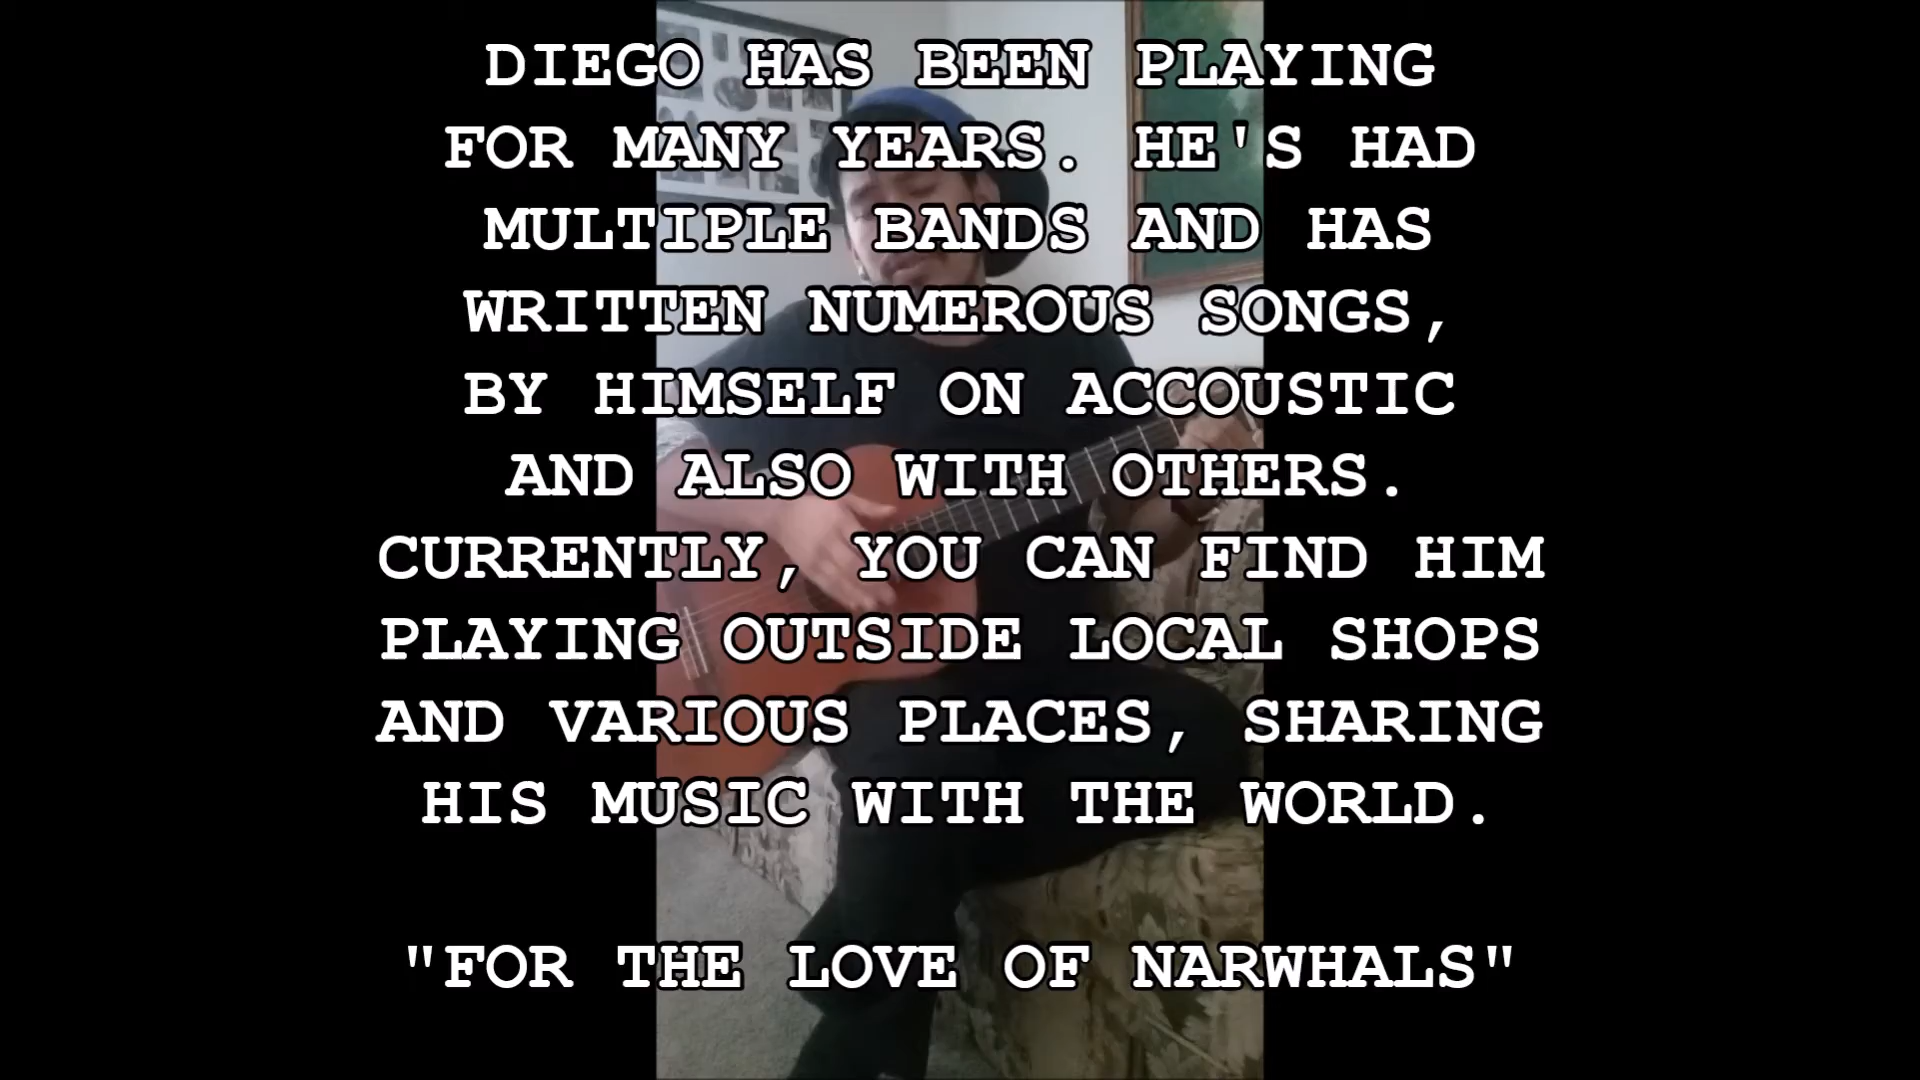 DIEGO HAS BEEN PLAYING
FOR MANY YEARS. HE'S HAD
MULTIPLE BANDS AND HAS
WRITTEN NUMEROUS SONGS,
BY HIMSELF ON ACCOUSTIC
AND ALSO WITH OTHERS.
CURRENTLY, YOU CAN FIND HIM
PLAYING OUTSIDE LOCAL SHOPS
AND VARIOUS PLACES, SHARING
HIS MUSIC WITH THE WORLD.
"FOR THE LOVE OF NARWHALS"